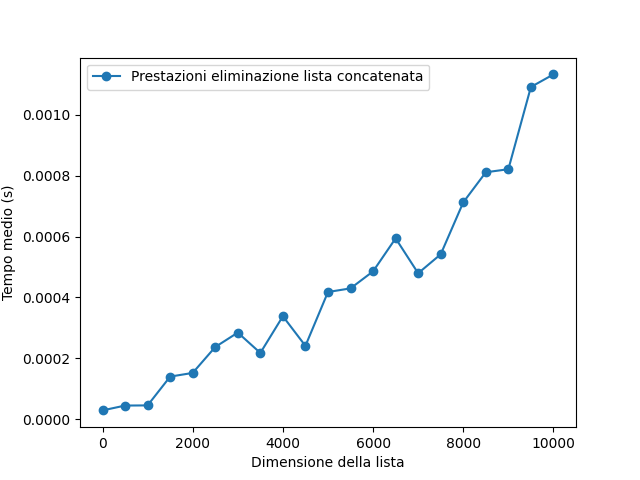 Prestazioni eliminazione lista concatenata
0.0010
0.0008
0.0006
0.0004
0.0002
0.0000
Tempo medio (s)
0 2000 4000 6000 8000 10000
Dimensione della lista